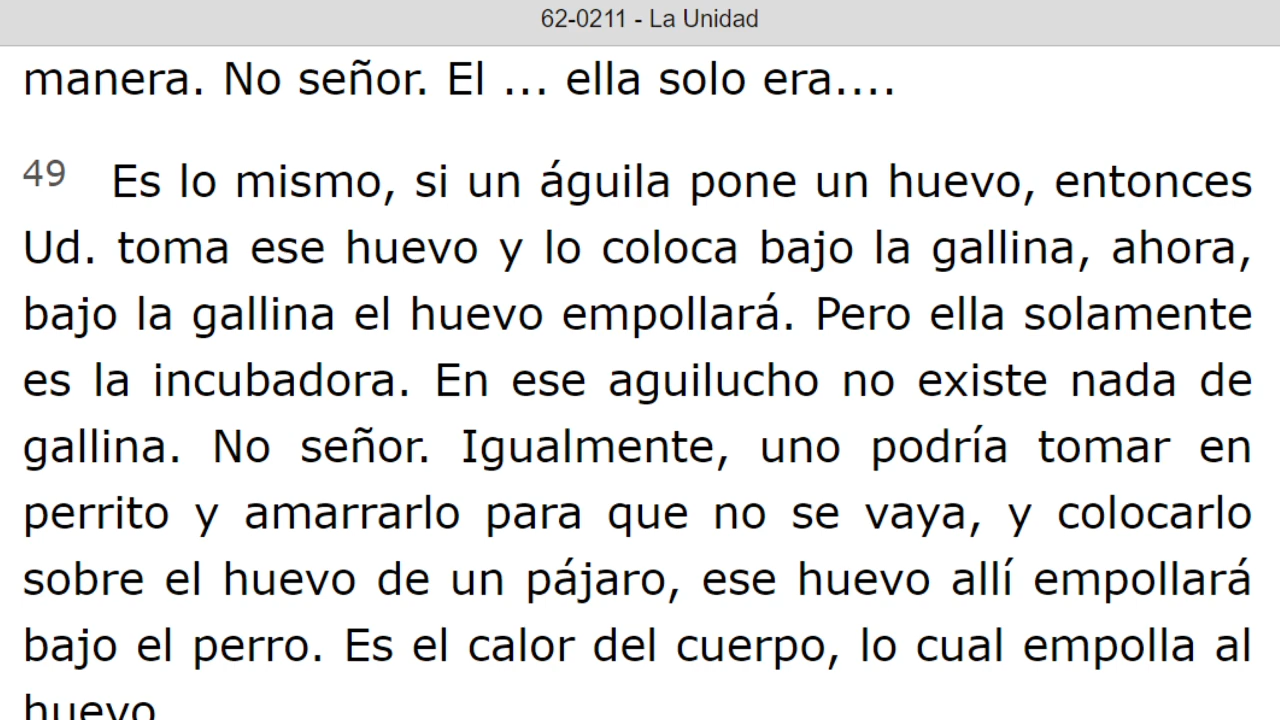 62-0211 - La Unidad
manera. No señor. El ... ella solo era....
49 Es lo mismo, si un águila pone un huevo, entonces
Ud. toma ese huevo y lo coloca bajo la gallina, ahora,
bajo la gallina el huevo empollará. Pero ella solamente
es la incubadora. En ese aguilucho no existe nada de
gallina. No señor. Igualmente, uno podría tomar en
perrito y amarrarlo para que no se vaya, y colocarlo
sobre el huevo de un pájaro, ese huevo allí empollará
bajo el perro. Es el calor del cuerpo, lo cual empolla al
huevo